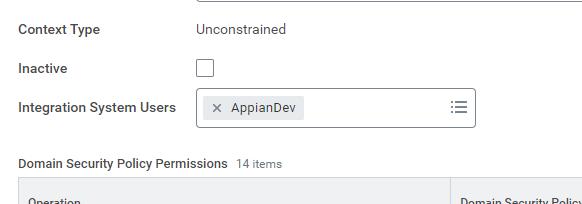 Context Type Unconstrained
Inactive
Integration System Users × AppianDev
Domain Security Policy Permissions 14 items
Operation Domain Security Policy